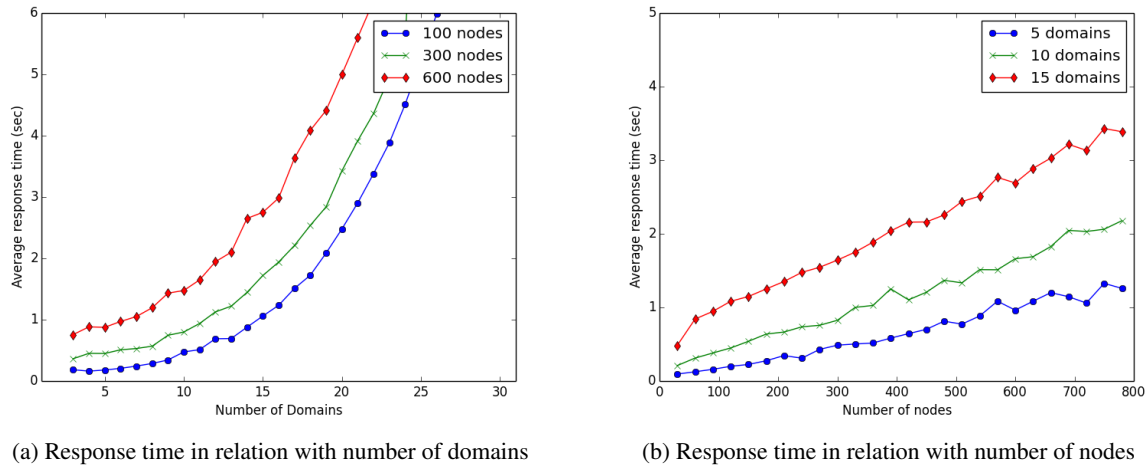 6
5
4
3
2
1
0
Average response time (sec)
100 nodes
300 nodes
600 nodes
5 10 15 20 25 30
Number of Domains
(a) Response time in relation with number of domains
5
4
3
2
1
0
Average response time (sec)
5 domains
10 domains
15 domains
0 100 200 300 400 500 600 700 800
Number of nodes
(b) Response time in relation with number of nodes